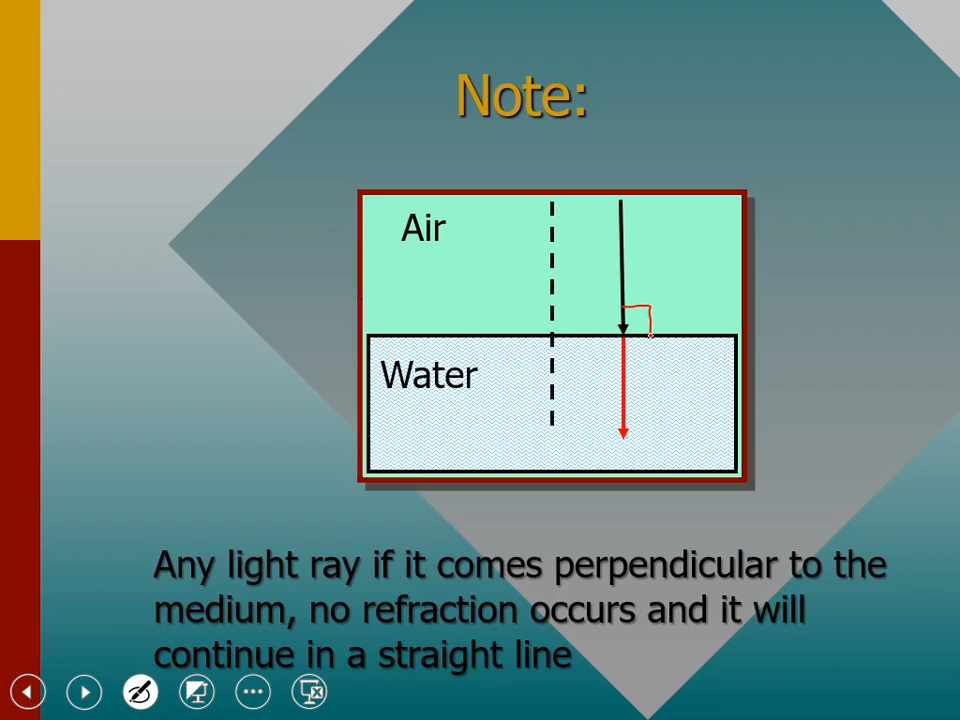 Note:
Air
Water
Any light ray if it comes perpendicular to the
medium, no refraction occurs and it will
continue in a straight line